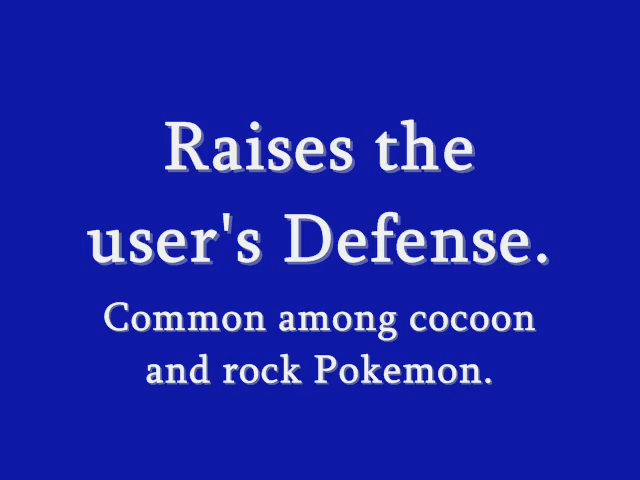 Raises the
user's Defense.
Common among cocoon
and rock Pokemon.